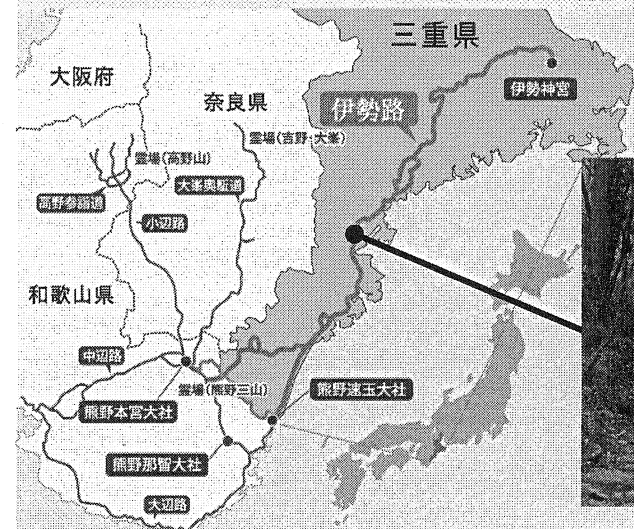 三重県
大阪府
伊勢神宮
奈良県
伊勢路
霊場(吉野・大峯)
霊場(高野山)
大峯奥駈道
高野参詣道
小辺路
和歌山県
中辺路
霊場(熊野三山)
熊野速玉大社
熊野本宮大社
熊野那智大社
大辺路